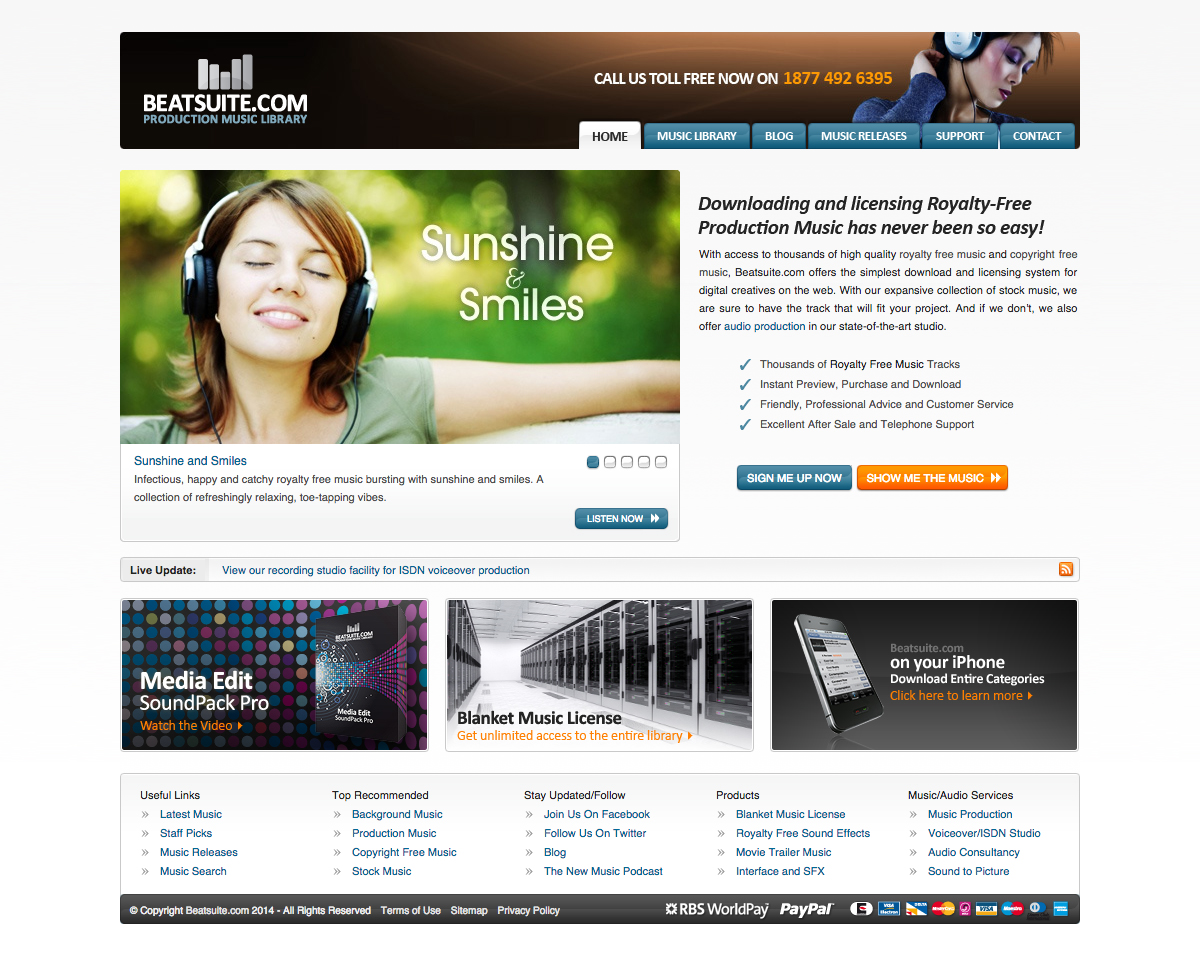 BEATSUITE.COM
PRODUCTION MUSIC LIBRARY
CALL US TOLL FREE NOW ON 1877 492 6395
HOME MUSIC LIBRARY BLOG MUSIC RELEASES SUPPORT CONTACT
Sunshine
&
Smiles
Sunshine and Smiles
Infectious, happy and catchy royalty free music bursting with sunshine and smiles. A
collection of refreshingly relaxing, toe-tapping vibes.
LISTEN NOW
Downloading and licensing Royalty-Free
Production Music has never been so easy!
With access to thousands of high quality royalty free music and copyright free
music, Beatsuite.com offers the simplest download and licensing system for
digital creatives on the web. With our expansive collection of stock music, we
are sure to have the track that will fit your project. And if we don't, we also
offer audio production in our state-of-the-art studio.
Thousands of Royalty Free Music Tracks
Instant Preview, Purchase and Download
Friendly, Professional Advice and Customer Service
Excellent After Sale and Telephone Support
SIGN ME UP NOW SHOW ME THE MUSIC
Live Update: View our recording studio facility for ISDN voiceover production
Media Edit
SoundPack Pro
Watch the Video
BEATSUITE.COM
Media Edit
SoundPack Pro
Blanket Music License
Get unlimited access to the entire library
Beatsuite.com
on your iPhone
Download Entire Categories
Click here to learn more
Useful Links
Latest Music
Staff Picks
Music Releases
Music Search
Top Recommended
Background Music
Production Music
Copyright Free Music
Stock Music
Stay Updated/Follow
Join Us On Facebook
Follow Us On Twitter
Blog
The New Music Podcast
Products
Blanket Music License
Royalty Free Sound Effects
Movie Trailer Music
Interface and SFX
Music/Audio Services
Music Production
Voiceover/ISDN Studio
Audio Consultancy
Sound to Picture
© Copyright Beatsuite.com 2014 - All Rights Reserved Terms of Use Sitemap Privacy Policy
RBS WorldPay PayPal VISA